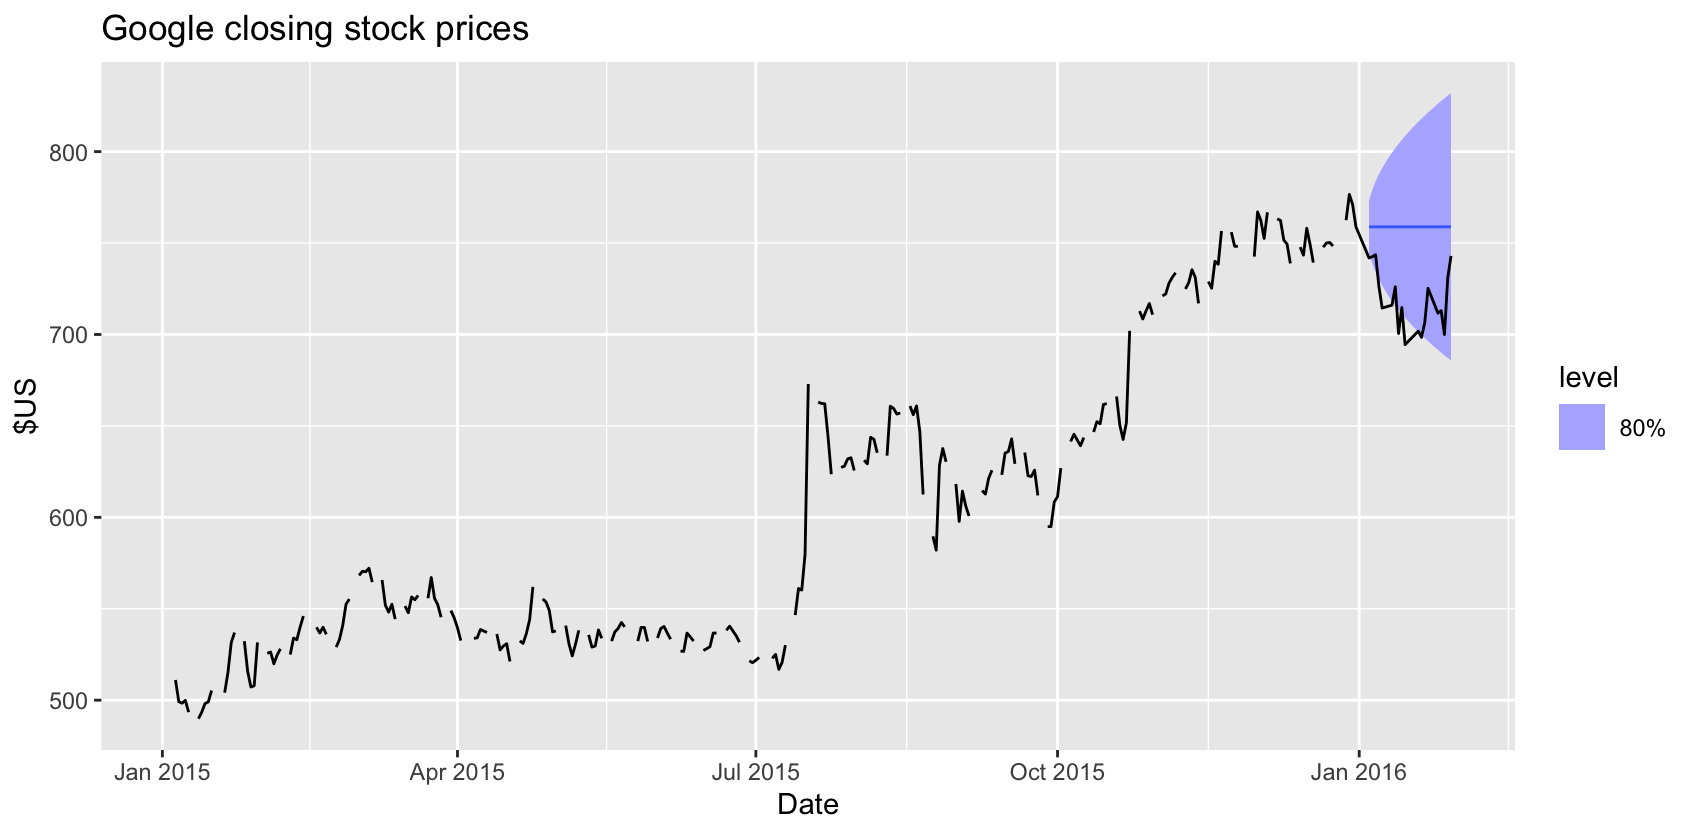 Google closing stock prices
800
700
600
500
$US
Jan 2015
Apr 2015
Jul 2015
Oct 2015
Jan 2016
Date
level
80%